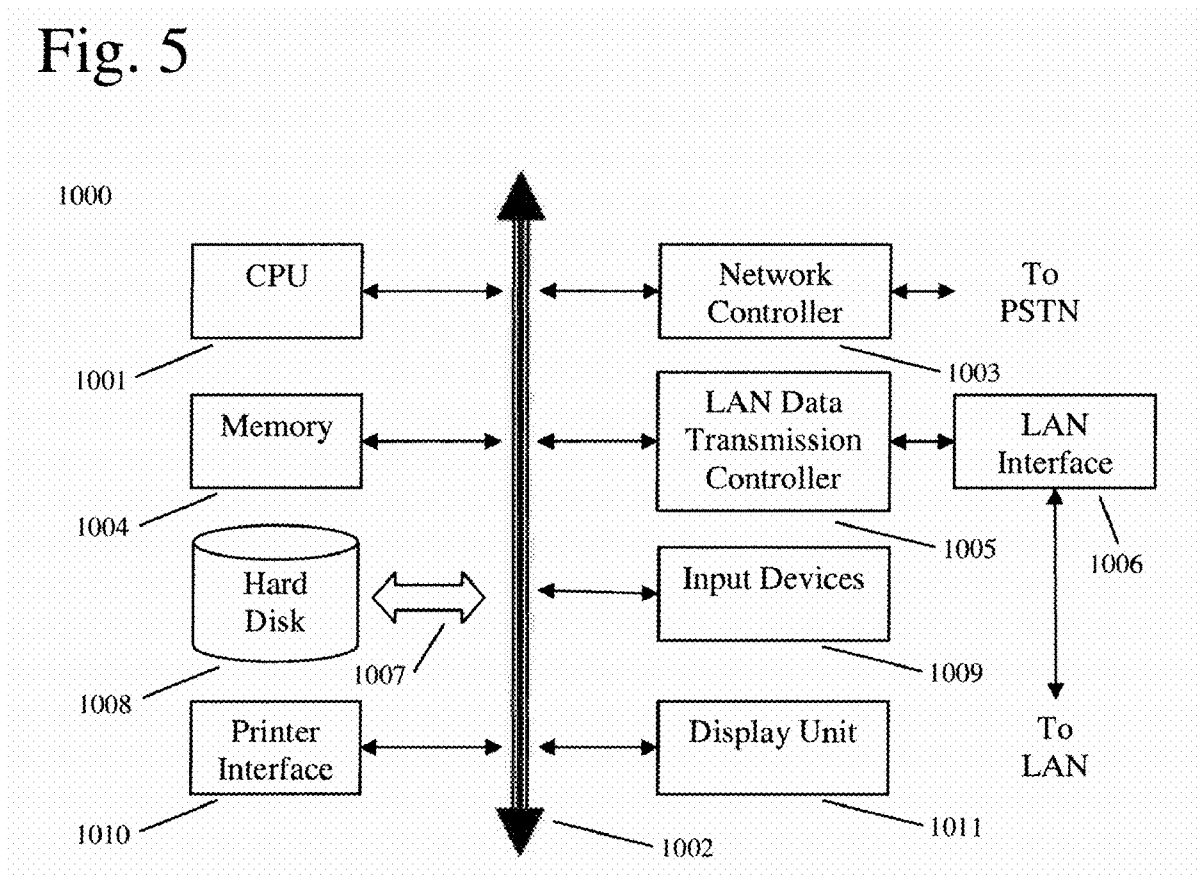 Fig. 5
1000
CPU
Network
Controller
To
PSTN
1001
1003
Memory
LAN Data
Transmission
Controller
LAN
Interface
1004
1005
1006
Hard
Disk
Input Devices
1007
1008
1009
Printer
Interface
Display Unit
To
LAN
1010
1002
1011